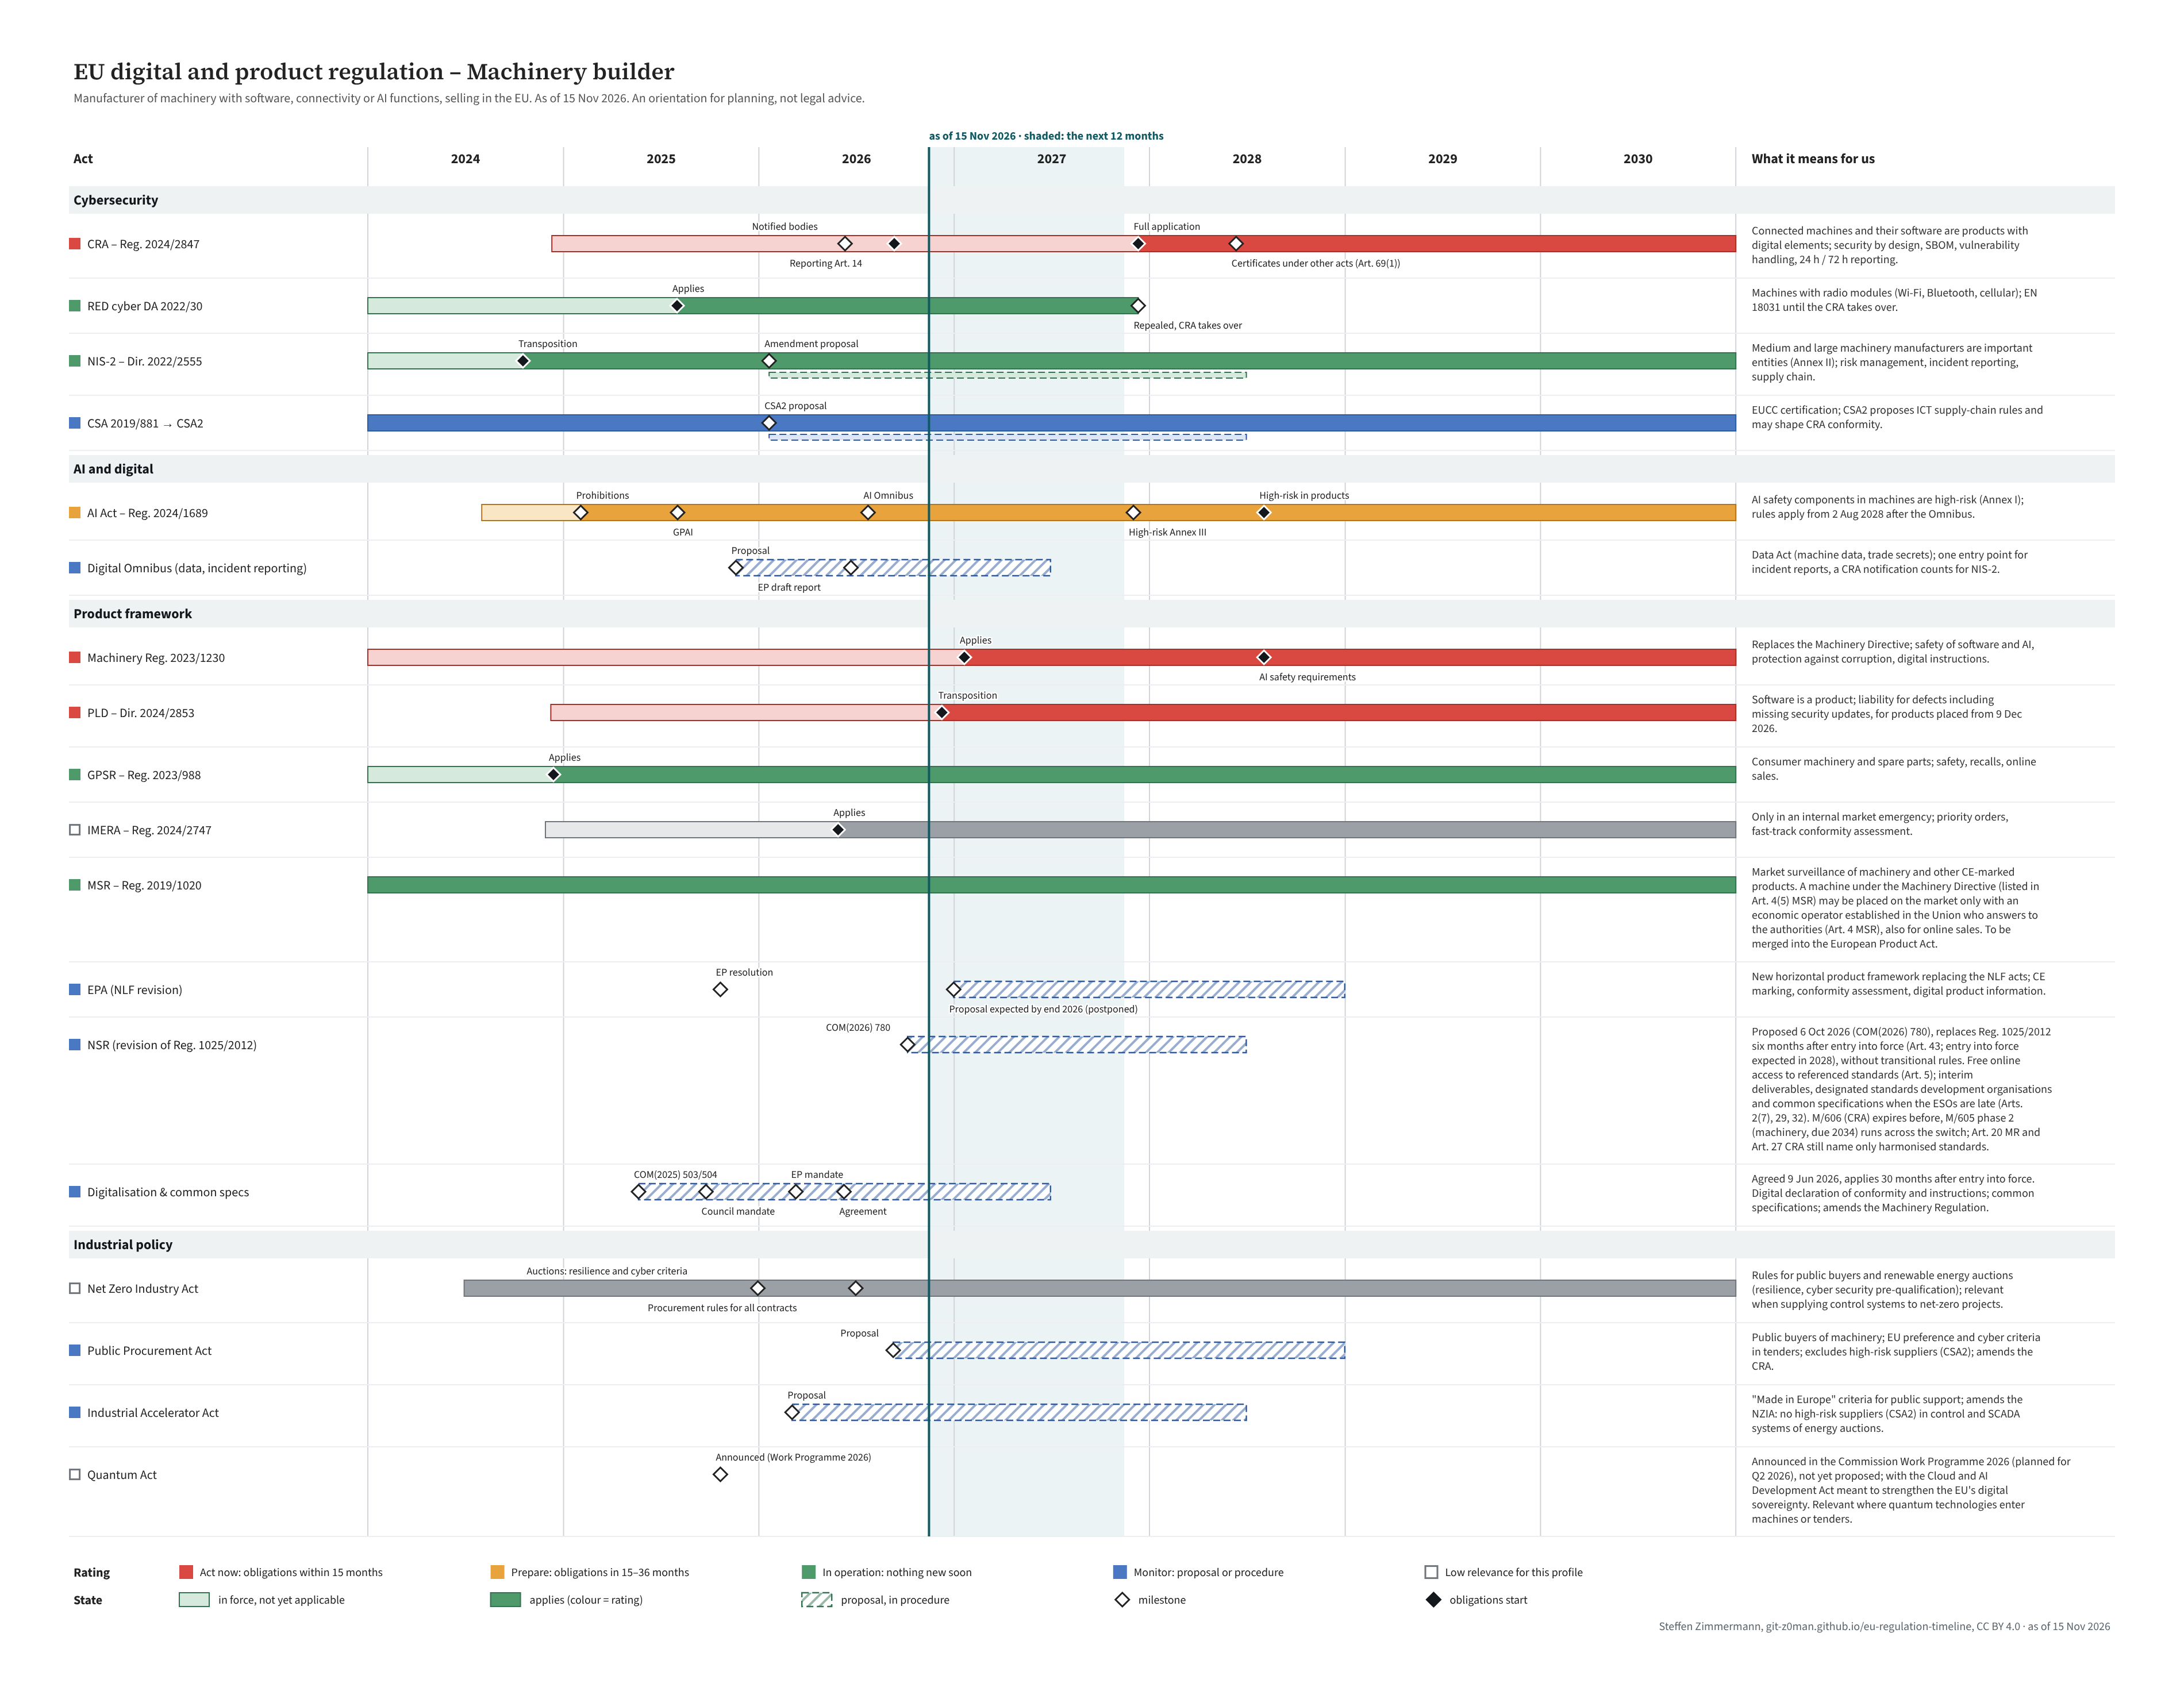 EU digital and product regulation – Machinery builder
Manufacturer of machinery with software, connectivity or AI functions, selling in the EU. As of 15 Nov 2026. An orientation for planning, not legal advice.
as of 15 Nov 2026 · shaded: the next 12 months
Act 2024 2025 2026 2027 2028 2029 2030 What it means for us
Cybersecurity
CRA – Reg. 2024/2847
Notified bodies
Full application
Reporting Art. 14
Certificates under other acts (Art. 69(1))
Connected machines and their software are products with
digital elements; security by design, SBOM, vulnerability
handling, 24 h / 72 h reporting.
RED cyber DA 2022/30
Applies
Repealed, CRA takes over
Machines with radio modules (Wi-Fi, Bluetooth, cellular); EN
18031 until the CRA takes over.
NIS-2 – Dir. 2022/2555
Transposition
Amendment proposal
Medium and large machinery manufacturers are important
entities (Annex II); risk management, incident reporting,
supply chain.
CSA 2019/881 → CSA2
CSA2 proposal
EUCC certification; CSA2 proposes ICT supply-chain rules and
may shape CRA conformity.
AI and digital
AI Act – Reg. 2024/1689
Prohibitions
AI Omnibus
High-risk in products
GPAI
High-risk Annex III
AI safety components in machines are high-risk (Annex I);
rules apply from 2 Aug 2028 after the Omnibus.
Digital Omnibus (data, incident reporting)
Proposal
EP draft report
Data Act (machine data, trade secrets); one entry point for
incident reports, a CRA notification counts for NIS-2.
Product framework
Machinery Reg. 2023/1230
Applies
AI safety requirements
Replaces the Machinery Directive; safety of software and AI,
protection against corruption, digital instructions.
PLD – Dir. 2024/2853
Transposition
Software is a product; liability for defects including
missing security updates, for products placed from 9 Dec
2026.
GPSR – Reg. 2023/988
Applies
Consumer machinery and spare parts; safety, recalls, online
sales.
IMERA – Reg. 2024/2747
Applies
Only in an internal market emergency; priority orders,
fast-track conformity assessment.
MSR – Reg. 2019/1020
Market surveillance of machinery and other CE-marked
products. A machine under the Machinery Directive (listed in
Art. 4(5) MSR) may be placed on the market only with an
economic operator established in the Union who answers to
the authorities (Art. 4 MSR), also for online sales. To be
merged into the European Product Act.
EPA (NLF revision)
EP resolution
Proposal expected by end 2026 (postponed)
New horizontal product framework replacing the NLF acts; CE
marking, conformity assessment, digital product information.
NSR (revision of Reg. 1025/2012)
COM(2026) 780
Proposed 6 Oct 2026 (COM(2026) 780), replaces Reg. 1025/2012
six months after entry into force (Art. 43; entry into force
expected in 2028), without transitional rules. Free online
access to referenced standards (Art. 5); interim
deliverables, designated standards development organisations
and common specifications when the ESOs are late (Arts.
2(7), 29, 32). M/606 (CRA) expires before, M/605 phase 2
(machinery, due 2034) runs across the switch; Art. 20 MR and
Art. 27 CRA still name only harmonised standards.
Digitalisation & common specs
COM(2025) 503/504
EP mandate
Council mandate
Agreement
Agreed 9 Jun 2026, applies 30 months after entry into force.
Digital declaration of conformity and instructions; common
specifications; amends the Machinery Regulation.
Industrial policy
Net Zero Industry Act
Auctions: resilience and cyber criteria
Procurement rules for all contracts
Rules for public buyers and renewable energy auctions
(resilience, cyber security pre-qualification); relevant
when supplying control systems to net-zero projects.
Public Procurement Act
Proposal
Public buyers of machinery; EU preference and cyber criteria
in tenders; excludes high-risk suppliers (CSA2); amends the
CRA.
Industrial Accelerator Act
Proposal
"Made in Europe" criteria for public support; amends the
NZIA: no high-risk suppliers (CSA2) in control and SCADA
systems of energy auctions.
Quantum Act
Announced (Work Programme 2026)
Announced in the Commission Work Programme 2026 (planned for
Q2 2026), not yet proposed; with the Cloud and AI
Development Act meant to strengthen the EU's digital
sovereignty. Relevant where quantum technologies enter
machines or tenders.
Rating Act now: obligations within 15 months Prepare: obligations in 15–36 months In operation: nothing new soon Monitor: proposal or procedure Low relevance for this profile
State in force, not yet applicable applies (colour = rating) proposal, in procedure milestone obligations start
Steffen Zimmermann, git-z0man.github.io/eu-regulation-timeline, CC BY 4.0 · as of 15 Nov 2026